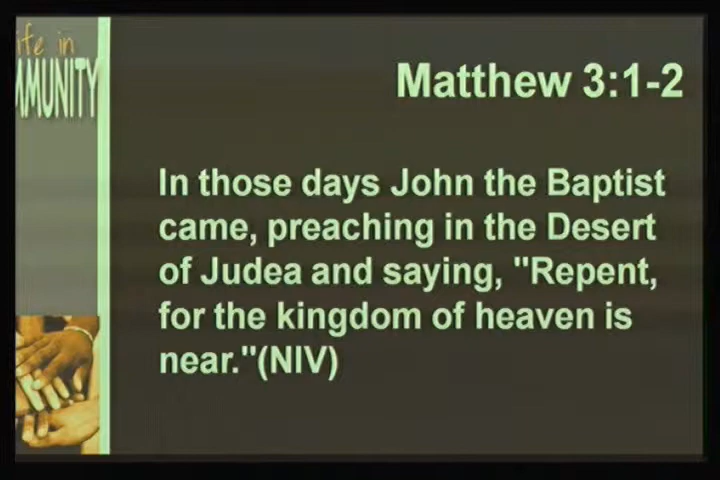 ife in
MMUNITY
Matthew 3:1-2
In those days John the Baptist
came, preaching in the Desert
of Judea and saying, "Repent,
for the kingdom of heaven is
near."(NIV)